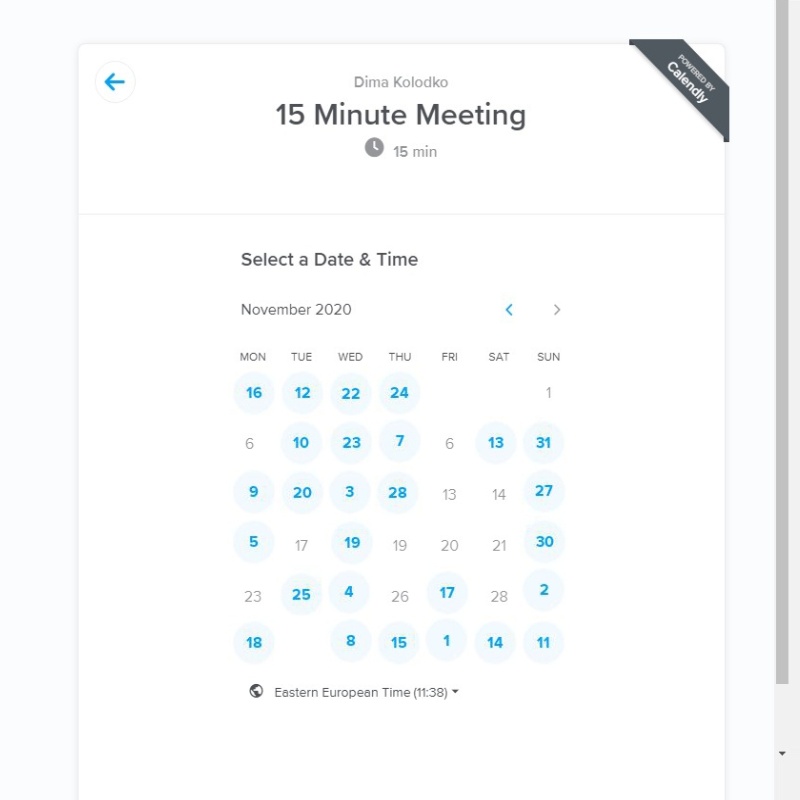 POWERED BY
Calendly
Dima Kolodko
15 Minute Meeting
15 min
Select a Date & Time
November 2020
MON TUE WED THU FRI SAT SUN
16 12 22 24 1
6 10 23 7 6 13 31
9 20 3 28 13 14 27
5 17 19 19 20 21 30
23 25 4 26 17 28 2
18 8 15 1 14 11
Eastern European Time (11:38)